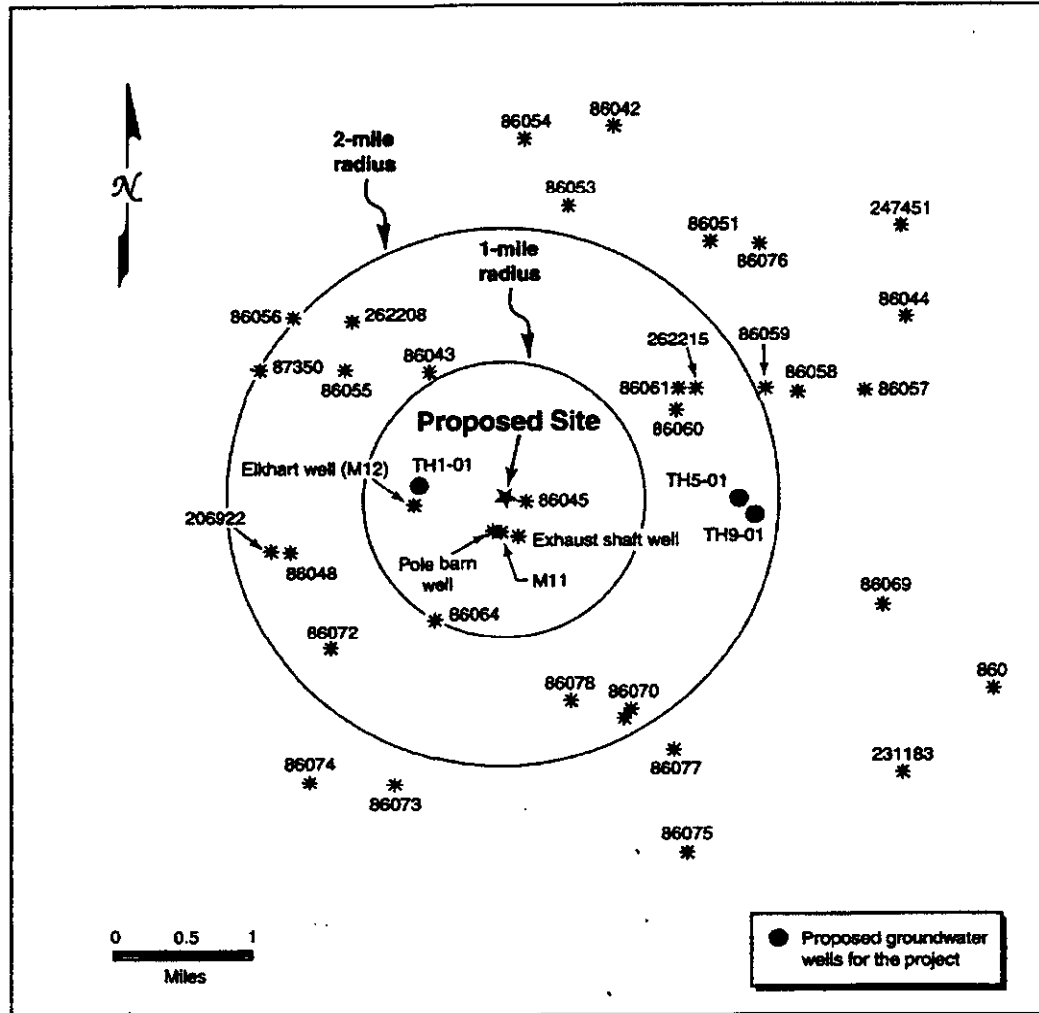 86042
86054
2-mile
radius
N
86053
247451
86051
86076
1-mile
radius
86044
86056
262208
86059
262215
86043
87350
86055
86061
86058
86057
86060
Proposed Site
Elkhart well (M12)
TH1-01
TH5-01
86045
206922
TH9-01
Exhaust shaft well
Pole barn
well
86048
M11
86069
86064
86072
860
86078
86070
231183
86077
86074
86073
86075
0 0.5 1
Miles
Proposed groundwater
wells for the project